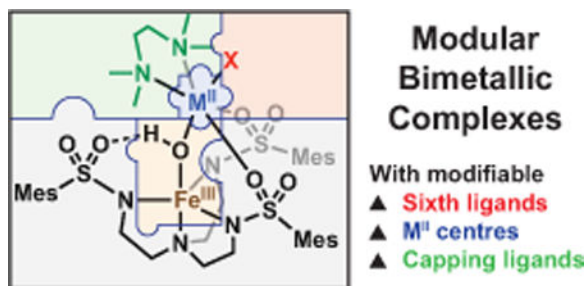 N
N X
M^II
O O
O H O S
O N Mes
S O O
Mes N Fe^III N S O
N N Mes
Modular
Bimetallic
Complexes
With modifiable
▲ Sixth ligands
▲ M^II centres
▲ Capping ligands